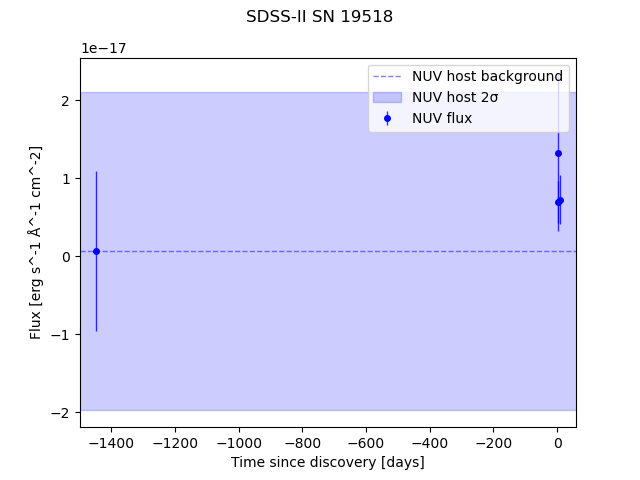 SDSS-II SN 19518
1e−17
NUV host background
NUV host 2σ
NUV flux
2
1
0
−1
−2
Flux [erg s^-1 Å^-1 cm^-2]
−1400 −1200 −1000 −800 −600 −400 −200 0
Time since discovery [days]